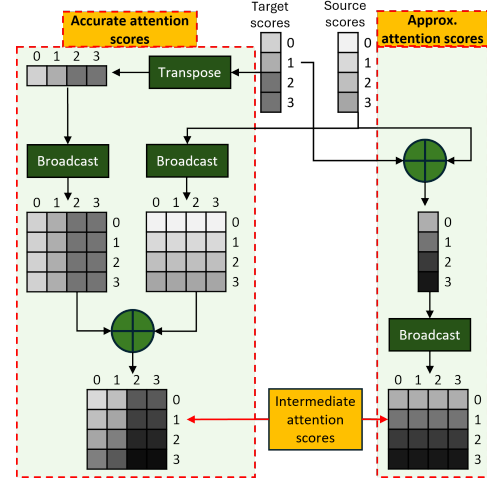 Accurate attention
scores
Target
scores
Source
scores
Approx.
attention scores
0 1 2 3
Transpose
0
1
2
3
0
1
2
3
Broadcast
Broadcast
0 1 2 3
0
1
2
3
0 1 2 3
0
1
2
3
0
1
2
3
Broadcast
0 1 2 3
0
1
2
3
Intermediate
attention
scores
0 1 2 3
0
1
2
3